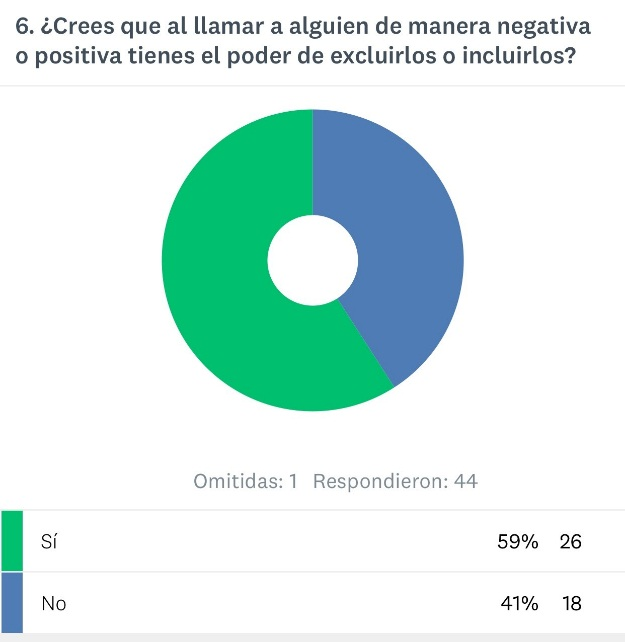 6. ¿Crees que al llamar a alguien de manera negativa
o positiva tienes el poder de excluirlos o incluirlos?
Omitidas: 1 Respondieron: 44
Sí 59% 26
No 41% 18